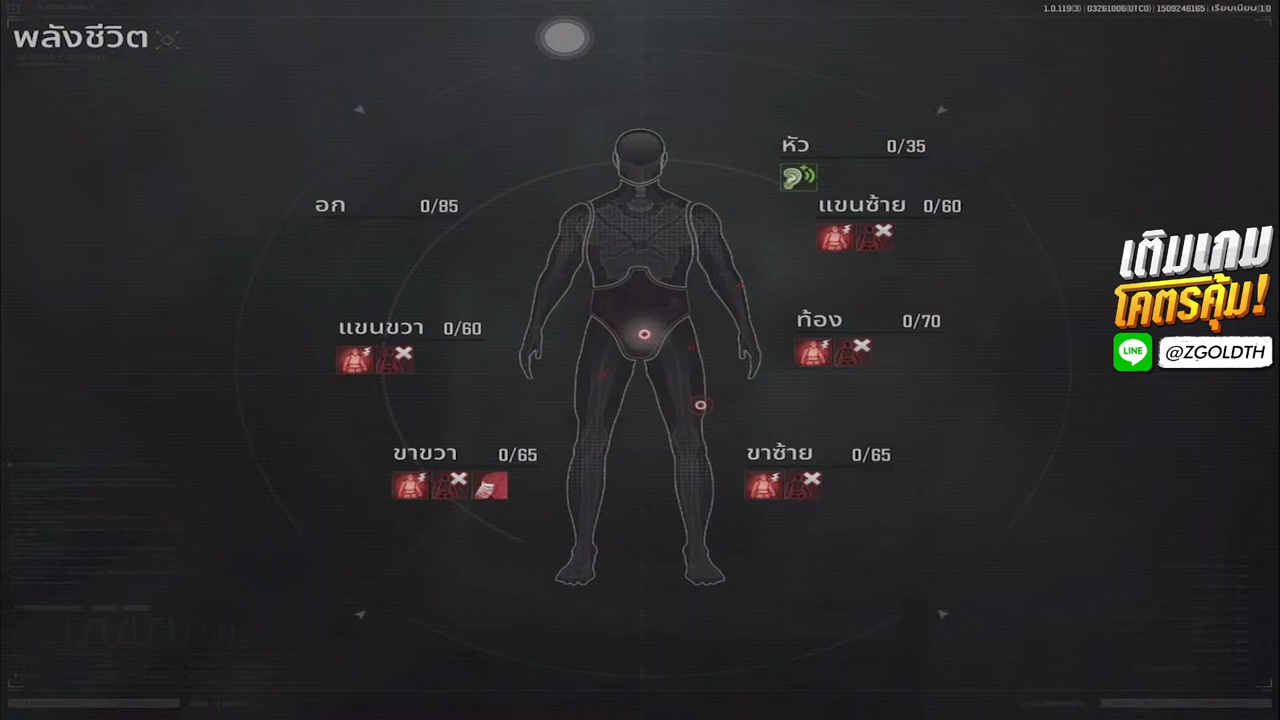 1.0.119(3) | 03261006(UTC0) | 1509246165 | เรียบเนียน | 10
พลังชีวิต
หัว 0/35
อก 0/85
แขนซ้าย 0/60
แขนขวา 0/60
ท้อง 0/70
ขาขวา 0/65
ขาซ้าย 0/65
เติมเกม
โคตรคุ้ม!
LINE @ZGOLDTH